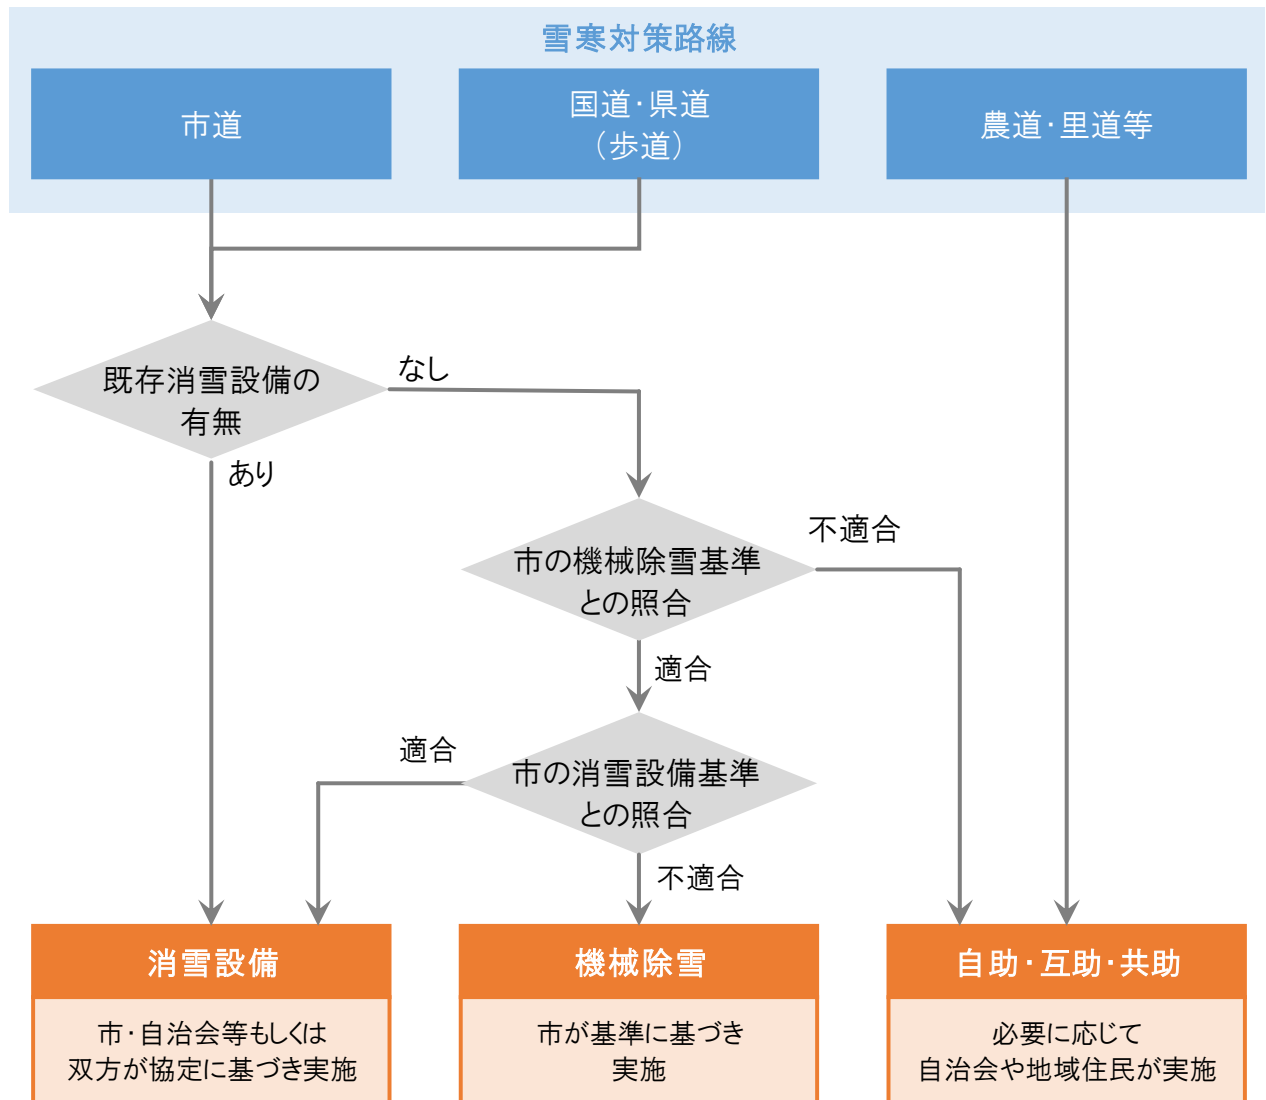 雪寒対策路線
市道
国道・県道
（歩道）
農道・里道等
なし
既存消雪設備の
有無
あり
不適合
市の機械除雪基準
との照合
適合
適合
市の消雪設備基準
との照合
不適合
消雪設備
市・自治会等もしくは
双方が協定に基づき実施
機械除雪
市が基準に基づき
実施
自助・互助・共助
必要に応じて
自治会や地域住民が実施